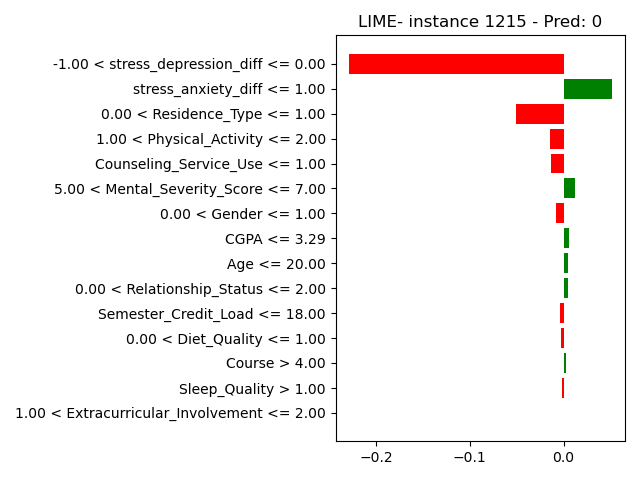 LIME- instance 1215 - Pred: 0
-1.00 < stress_depression_diff <= 0.00
stress_anxiety_diff <= 1.00
0.00 < Residence_Type <= 1.00
1.00 < Physical_Activity <= 2.00
Counseling_Service_Use <= 1.00
5.00 < Mental_Severity_Score <= 7.00
0.00 < Gender <= 1.00
CGPA <= 3.29
Age <= 20.00
0.00 < Relationship_Status <= 2.00
Semester_Credit_Load <= 18.00
0.00 < Diet_Quality <= 1.00
Course > 4.00
Sleep_Quality > 1.00
1.00 < Extracurricular_Involvement <= 2.00
−0.2 −0.1 0.0